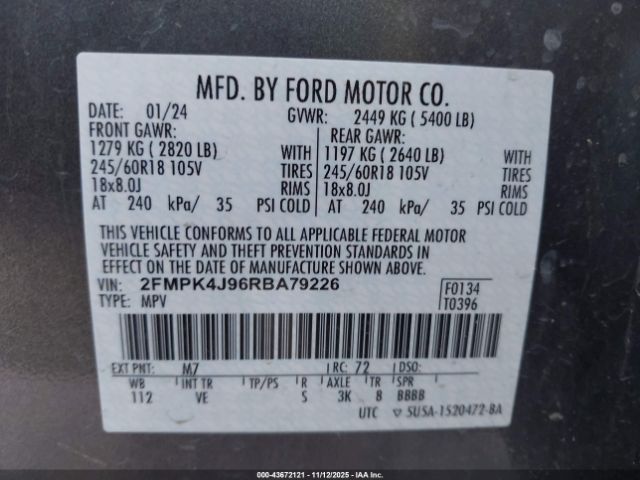 MFD. BY FORD MOTOR CO.
DATE: 01/24 GVWR: 2449 KG ( 5400 LB)
FRONT GAWR: REAR GAWR:
1279 KG ( 2820 LB) WITH 1197 KG ( 2640 LB) WITH
245/60R18 105V TIRES 245/60R18 105V TIRES
18x8.0J RIMS 18x8.0J RIMS
AT 240 kPa/ 35 PSI COLD AT 240 kPa/ 35 PSI COLD
THIS VEHICLE CONFORMS TO ALL APPLICABLE FEDERAL MOTOR
VEHICLE SAFETY AND THEFT PREVENTION STANDARDS IN
EFFECT ON THE DATE OF MANUFACTURE SHOWN ABOVE.
VIN: 2FMPK4J96RBA79226 F0134
TYPE: MPV T0396
EXT PNT: M7 RC: 72 DSO:
WB INT TR TP/PS R AXLE TR SPR
112 VE S 3K 8 BBBB
UTC ▽ 5USA-1520472-BA
00-43672121 - 11/12/2025 - IAA Inc.